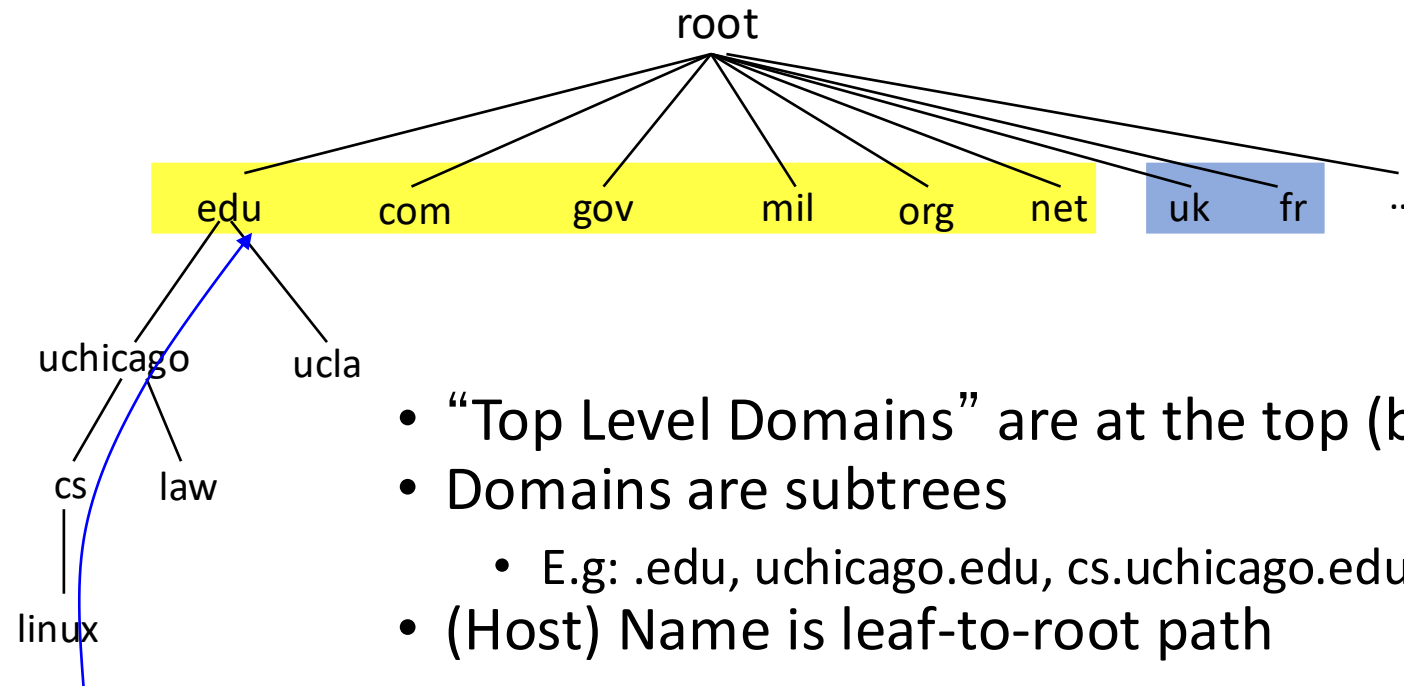 root
edu com gov mil org net uk fr ..
uchicago ucla
• “Top Level Domains” are at the top (b
cs law
• Domains are subtrees
• E.g: .edu, uchicago.edu, cs.uchicago.edu
linux
• (Host) Name is leaf-to-root path